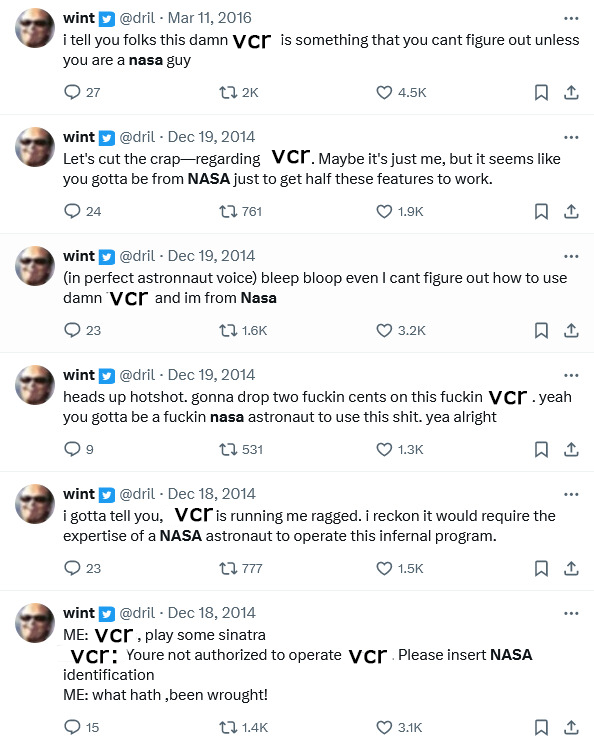 wint @dril · Mar 11, 2016
i tell you folks this damn vcr is something that you cant figure out unless
you are a nasa guy
27 2K 4.5K
wint @dril · Dec 19, 2014
Let's cut the crap—regarding vcr. Maybe it's just me, but it seems like
you gotta be from NASA just to get half these features to work.
24 761 1.9K
wint @dril · Dec 19, 2014
(in perfect astronnaut voice) bleep bloop even I cant figure out how to use
damn vcr and im from Nasa
23 1.6K 3.2K
wint @dril · Dec 19, 2014
heads up hotshot. gonna drop two fuckin cents on this fuckin vcr . yeah
you gotta be a fuckin nasa astronaut to use this shit. yea alright
9 531 1.3K
wint @dril · Dec 18, 2014
i gotta tell you, vcr is running me ragged. i reckon it would require the
expertise of a NASA astronaut to operate this infernal program.
23 777 1.5K
wint @dril · Dec 18, 2014
ME: vcr , play some sinatra
vcr: Youre not authorized to operate vcr . Please insert NASA
identification
ME: what hath ,been wrought!
15 1.4K 3.1K